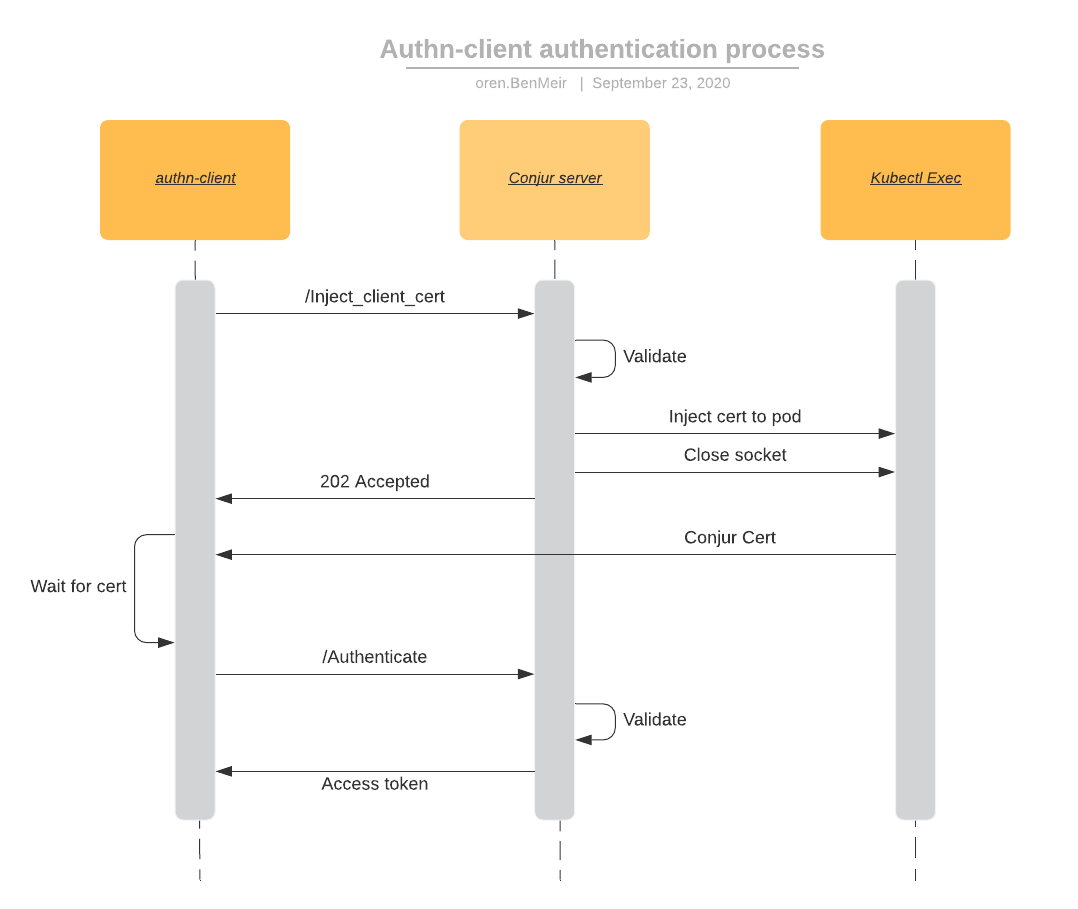 Authn-client authentication process
oren.BenMeir | September 23, 2020
authn-client
Conjur server
Kubectl Exec
/Inject_client_cert
Validate
Inject cert to pod
Close socket
202 Accepted
Conjur Cert
Wait for cert
/Authenticate
Validate
Access token